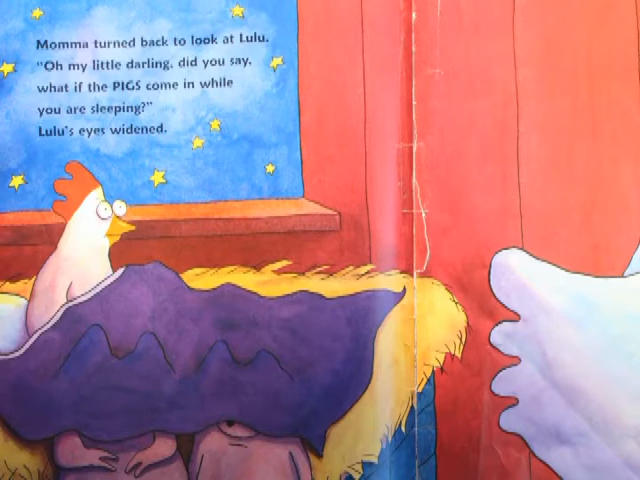 Momma turned back to look at Lulu.
"Oh my little darling, did you say,
what if the PIGS come in while
you are sleeping?"
Lulu's eyes widened.